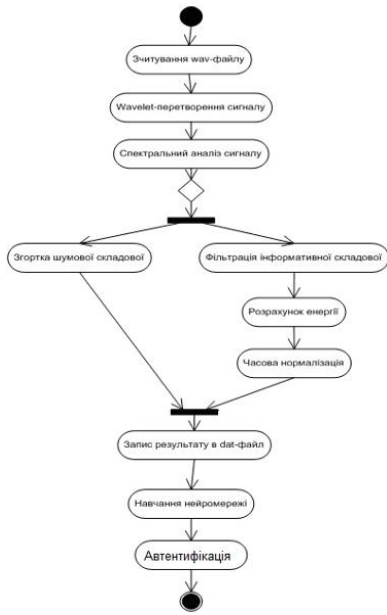 Зчитування wav-файлу
Wavelet-перетворення сигналу
Спектральний аналіз сигналу
Згортка шумової складової
Фільтрація інформативної складової
Розрахунок енергії
Часова нормалізація
Запис результату в dat-файл
Навчання нейромережі
Автентифікація